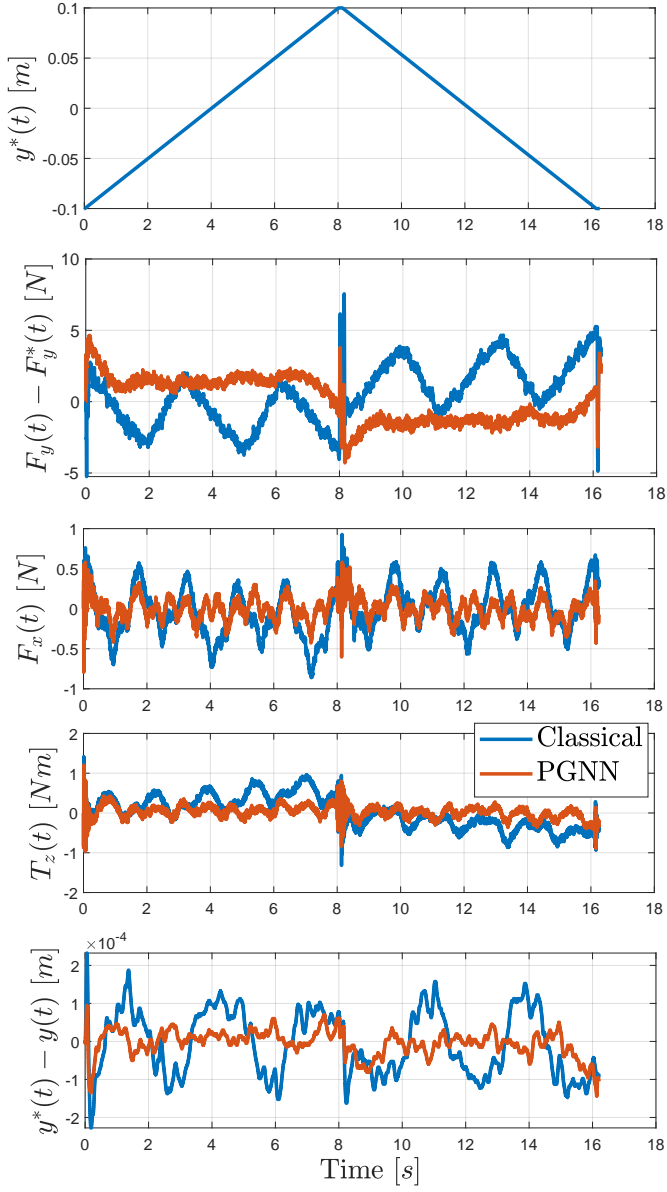 y*(t) [m]
0.1
0.05
0
-0.05
-0.1
0 2 4 6 8 10 12 14 16 18
F_y(t) − F_y^*(t) [N]
10
5
0
-5
0 2 4 6 8 10 12 14 16 18
F_x(t) [N]
1
0.5
0
-0.5
-1
0 2 4 6 8 10 12 14 16 18
T_z(t) [Nm]
2
1
0
-1
-2
Classical
PGNN
0 2 4 6 8 10 12 14 16 18
y*(t) − y(t) [m]
×10-4
2
1
0
-1
-2
0 2 4 6 8 10 12 14 16 18
Time [s]